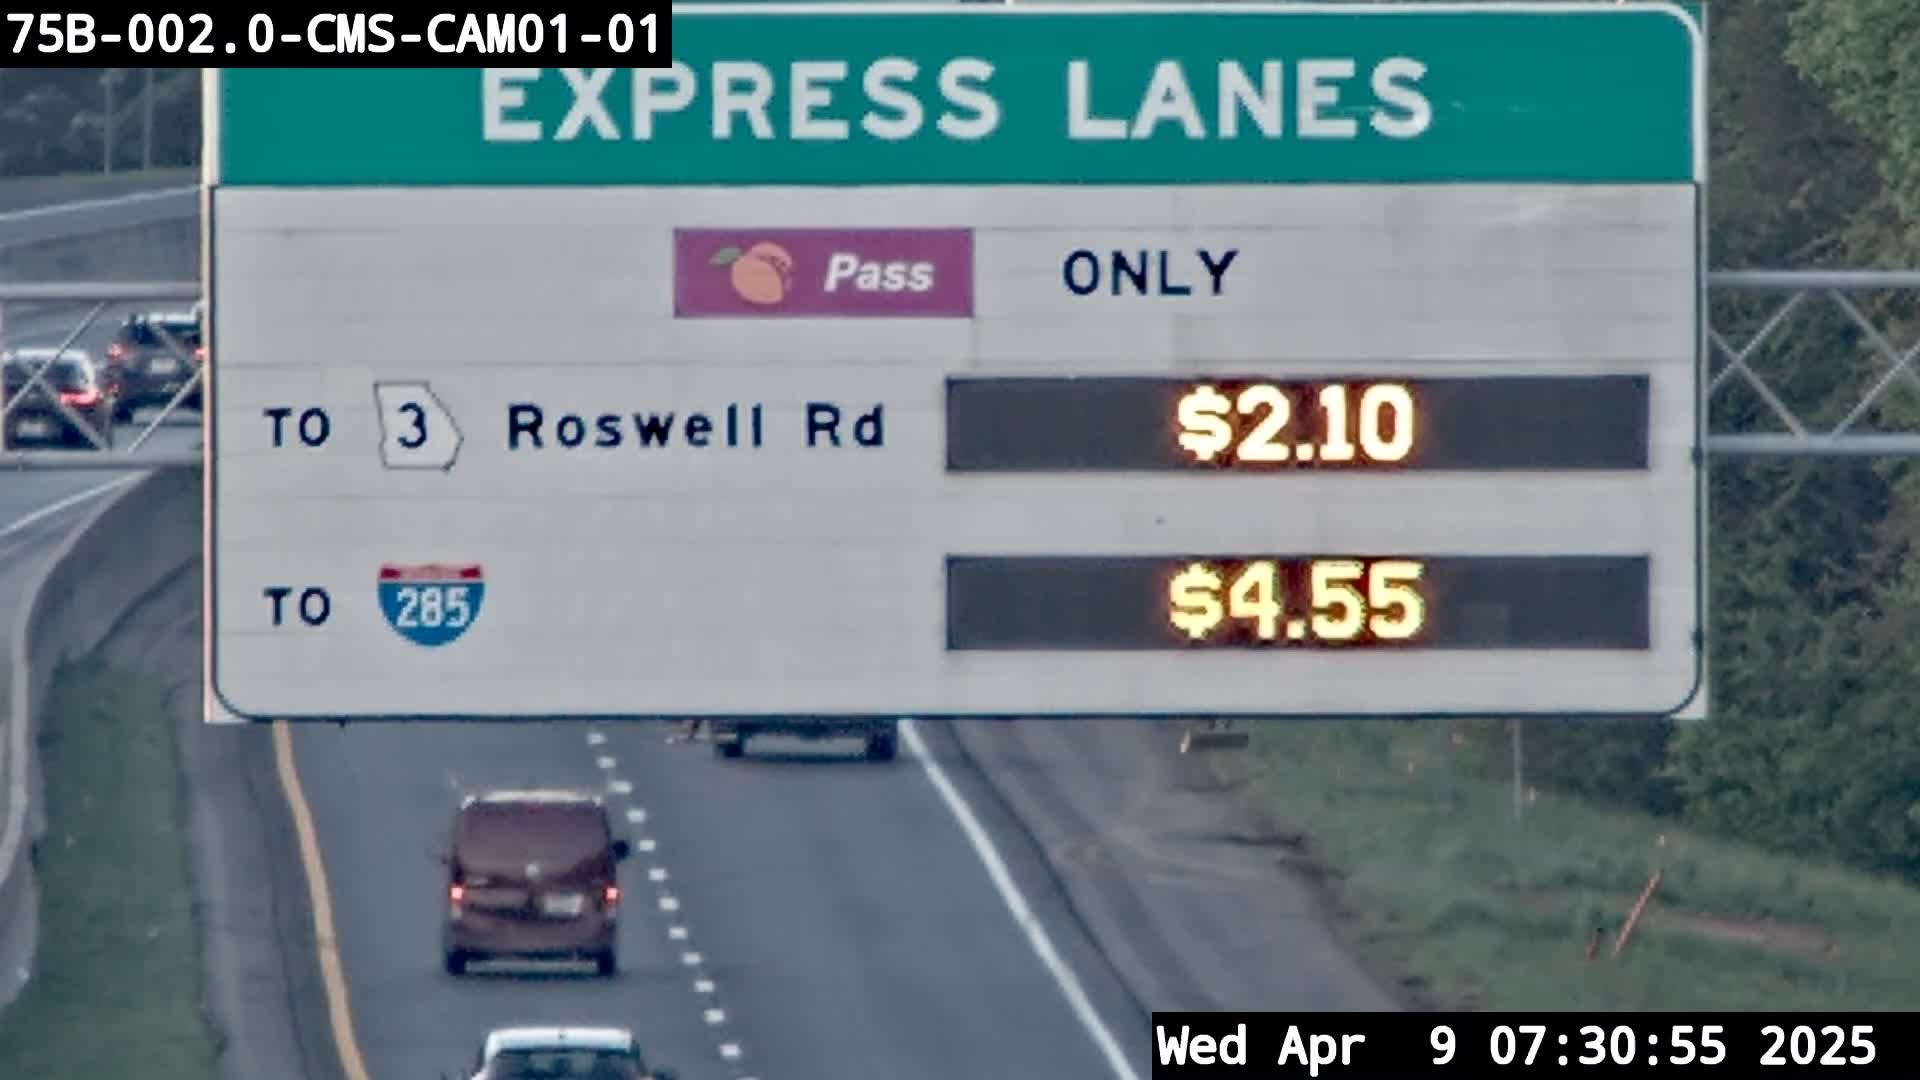 75B-002.0-CMS-CAM01-01
EXPRESS LANES
Pass ONLY
TO 3 Roswell Rd $2.10
TO 285 $4.55
Wed Apr 9 07:30:55 2025